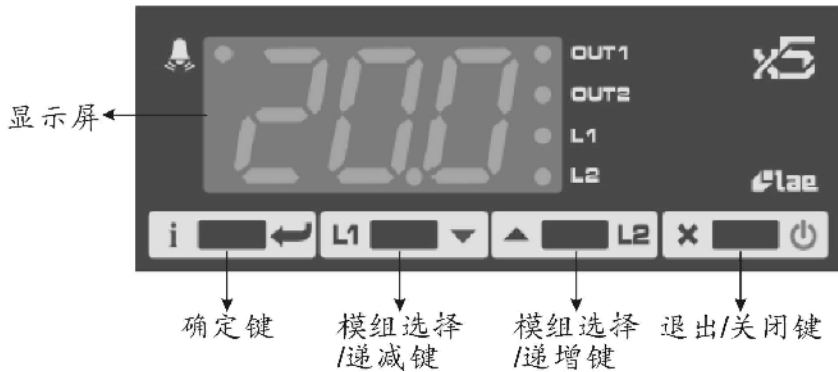 20.0
OUT1
OUT2
L1
L2
x5
lae
显示屏
i
L1
L2
确定键
模组选择
/递减键
模组选择
/递增键
退出/关闭键